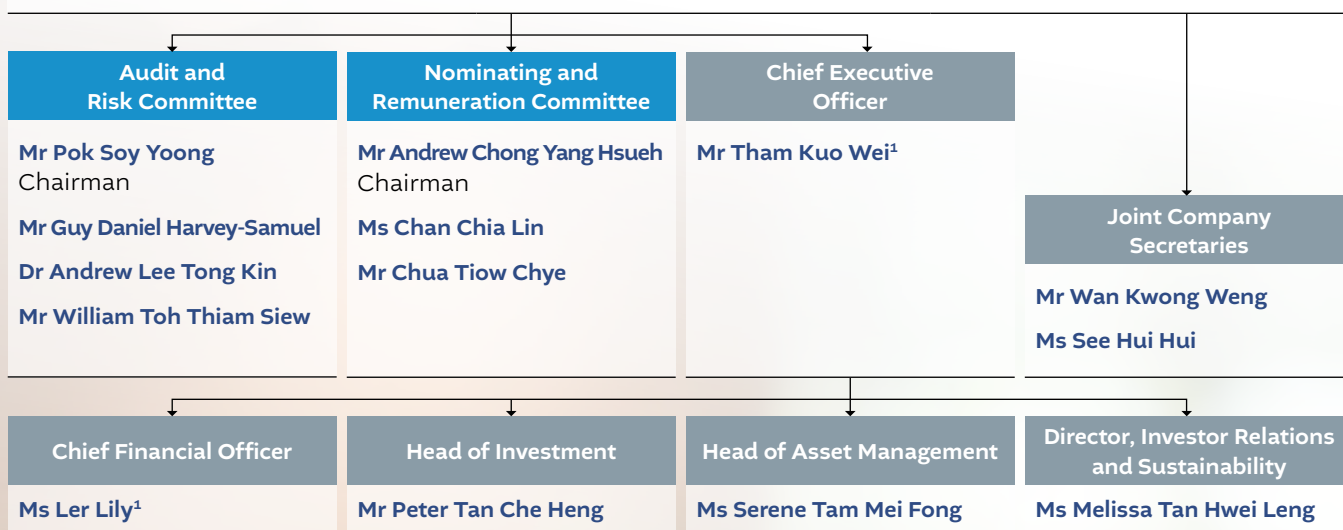 Audit and
Risk Committee
Mr Pok Soy Yoong
Chairman
Mr Guy Daniel Harvey-Samuel
Dr Andrew Lee Tong Kin
Mr William Toh Thiam Siew
Nominating and
Remuneration Committee
Mr Andrew Chong Yang Hsueh
Chairman
Ms Chan Chia Lin
Mr Chua Tiow Chye
Chief Executive
Officer
Mr Tham Kuo Wei¹
Joint Company
Secretaries
Mr Wan Kwong Weng
Ms See Hui Hui
Chief Financial Officer
Ms Ler Lily¹
Head of Investment
Mr Peter Tan Che Heng
Head of Asset Management
Ms Serene Tam Mei Fong
Director, Investor Relations
and Sustainability
Ms Melissa Tan Hwei Leng